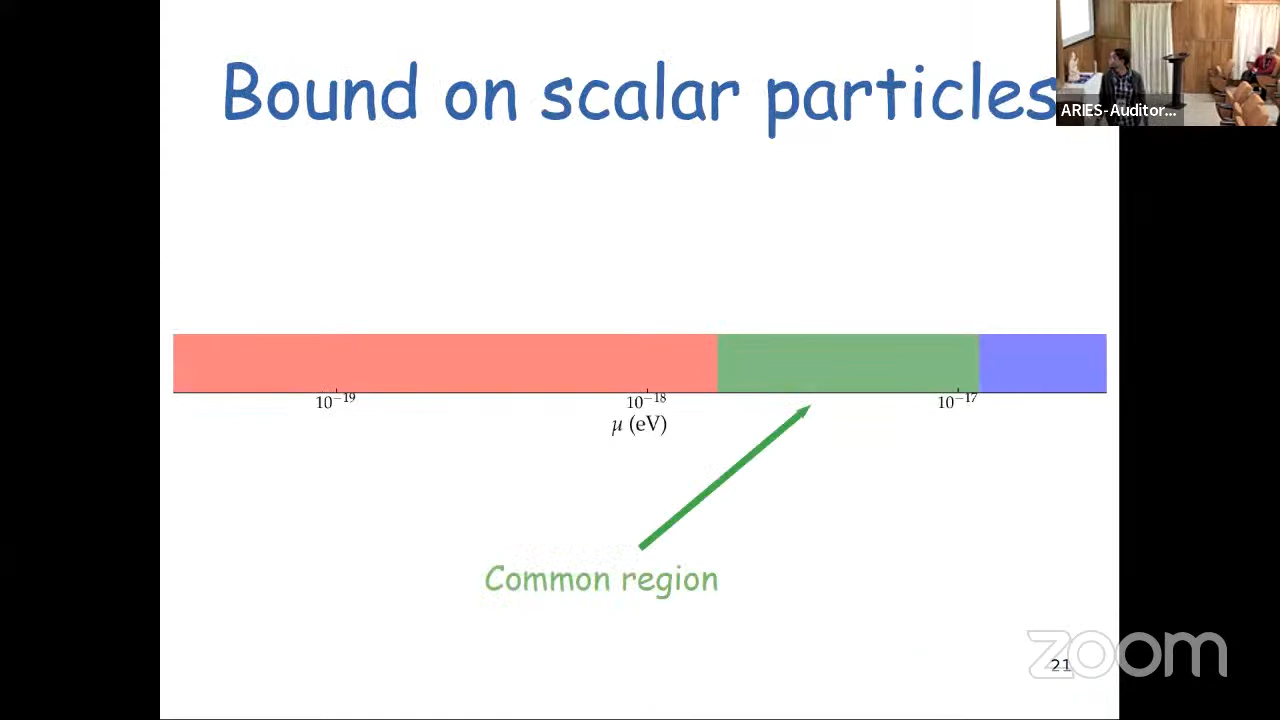 Bound on scalar particles
ARIES-Auditor...
10⁻¹⁹ 10⁻¹⁸ 10⁻¹⁷
μ (eV)
Common region
21
zoom